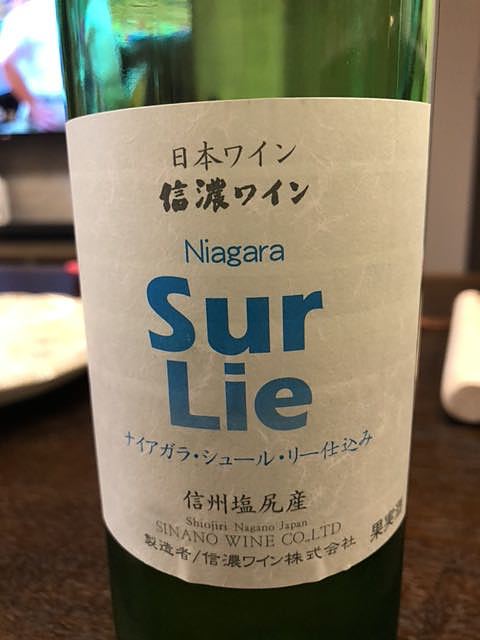 日本ワイン
信濃ワイン
Niagara
Sur
Lie
ナイアガラ・シュール・リー仕込み
信州塩尻産
Shiojiri Nagano Japan
SINANO WINE CO.,LTD
製造者/信濃ワイン株式会社
果実酒